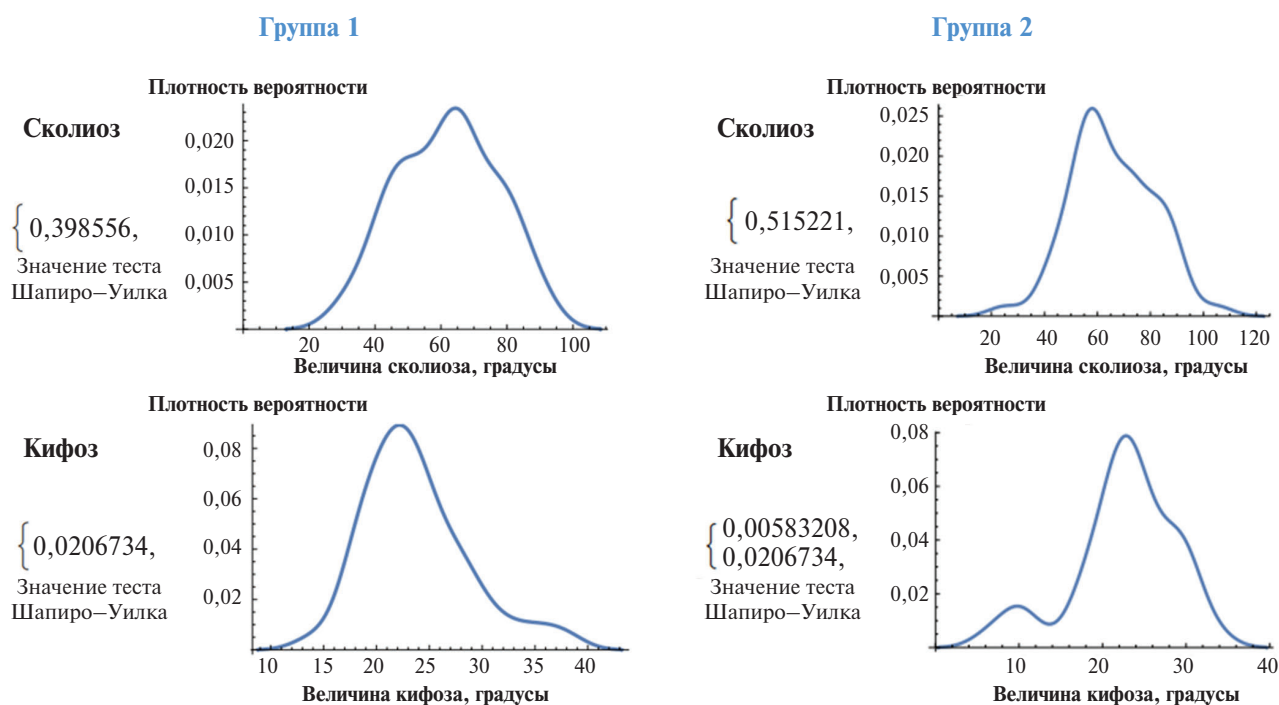 Группа 1
Плотность вероятности
Сколиоз
{ 0,398556,
Значение теста
Шапиро–Уилка
0,020
0,015
0,010
0,005
20 40 60 80 100
Величина сколиоза, градусы
Плотность вероятности
Кифоз
{ 0,0206734,
Значение теста
Шапиро–Уилка
0,08
0,06
0,04
0,02
10 15 20 25 30 35 40
Величина кифоза, градусы
Группа 2
Плотность вероятности
Сколиоз
{ 0,515221,
Значение теста
Шапиро–Уилка
0,025
0,020
0,015
0,010
0,005
20 40 60 80 100 120
Величина сколиоза, градусы
Плотность вероятности
Кифоз
{ 0,00583208,
0,0206734,
Значение теста
Шапиро–Уилка
0,08
0,06
0,04
0,02
10 20 30 40
Величина кифоза, градусы